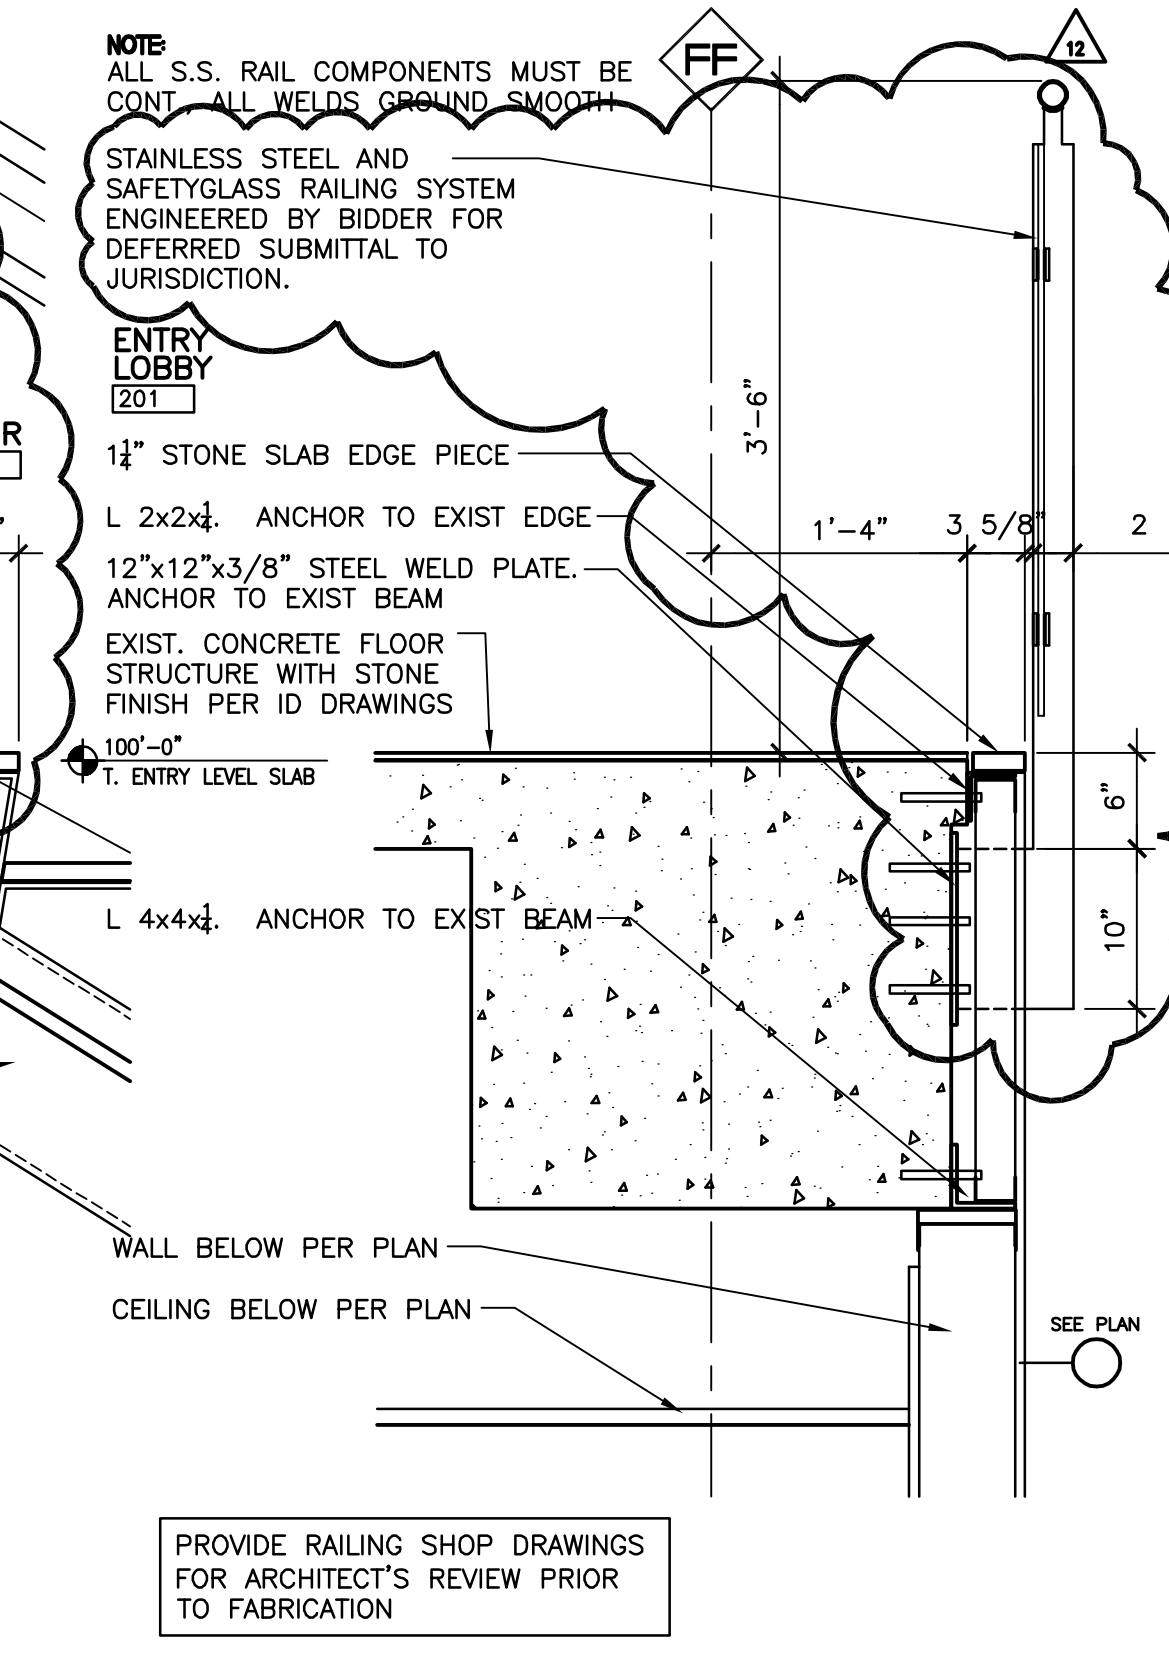 NOTE:
ALL S.S. RAIL COMPONENTS MUST BE
CONT., ALL WELDS GROUND SMOOTH
FF
12
STAINLESS STEEL AND
SAFETYGLASS RAILING SYSTEM
ENGINEERED BY BIDDER FOR
DEFERRED SUBMITTAL TO
JURISDICTION.
ENTRY
LOBBY
201
R
3'-6"
1¼" STONE SLAB EDGE PIECE
L 2x2x¼. ANCHOR TO EXIST EDGE
1'-4"
3 5/8"
2
12"x12"x3/8" STEEL WELD PLATE.
ANCHOR TO EXIST BEAM
EXIST. CONCRETE FLOOR
STRUCTURE WITH STONE
FINISH PER ID DRAWINGS
100'-0"
T. ENTRY LEVEL SLAB
6"
10"
L 4x4x¼. ANCHOR TO EXIST BEAM
WALL BELOW PER PLAN
CEILING BELOW PER PLAN
SEE PLAN
PROVIDE RAILING SHOP DRAWINGS
FOR ARCHITECT'S REVIEW PRIOR
TO FABRICATION